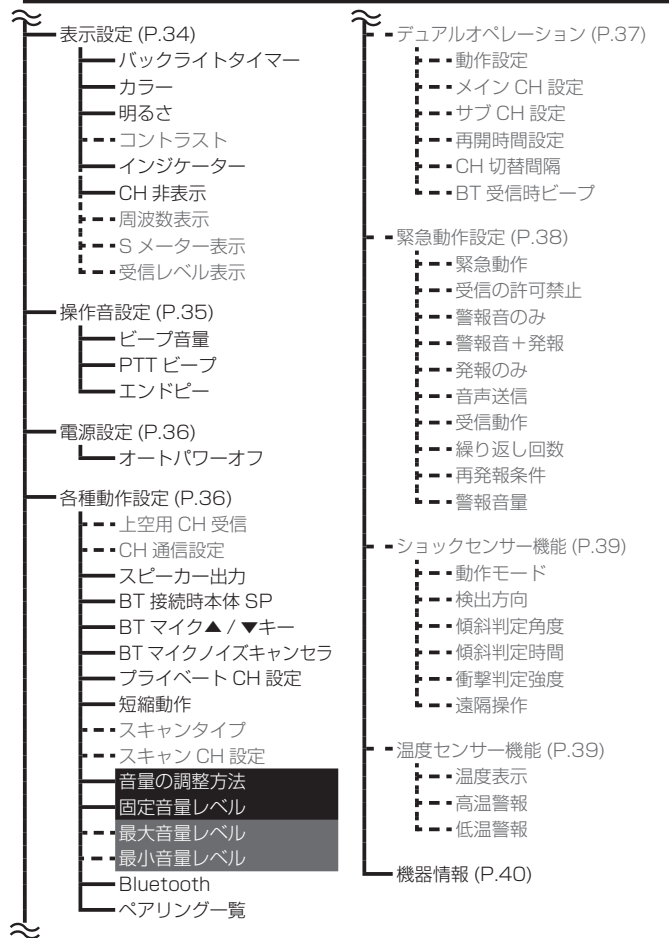 表示設定 (P.34)
バックライトタイマー
カラー
明るさ
コントラスト
インジケーター
CH 非表示
周波数表示
S メーター表示
受信レベル表示
操作音設定 (P.35)
ビープ音量
PTT ビープ
エンドピー
電源設定 (P.36)
オートパワーオフ
各種動作設定 (P.36)
上空用 CH 受信
CH 通信設定
スピーカー出力
BT 接続時本体 SP
BT マイク▲ / ▼キー
BT マイクノイズキャンセラ
プライベート CH 設定
短縮動作
スキャンタイプ
スキャン CH 設定
音量の調整方法
固定音量レベル
最大音量レベル
最小音量レベル
Bluetooth
ペアリング一覧
デュアルオペレーション (P.37)
動作設定
メイン CH 設定
サブ CH 設定
再開時間設定
CH 切替間隔
BT 受信時ビープ
緊急動作設定 (P.38)
緊急動作
受信の許可禁止
警報音のみ
警報音＋発報
発報のみ
音声送信
受信動作
繰り返し回数
再発報条件
警報音量
ショックセンサー機能 (P.39)
動作モード
検出方向
傾斜判定角度
傾斜判定時間
衝撃判定強度
遠隔操作
温度センサー機能 (P.39)
温度表示
高温警報
低温警報
機器情報 (P.40)